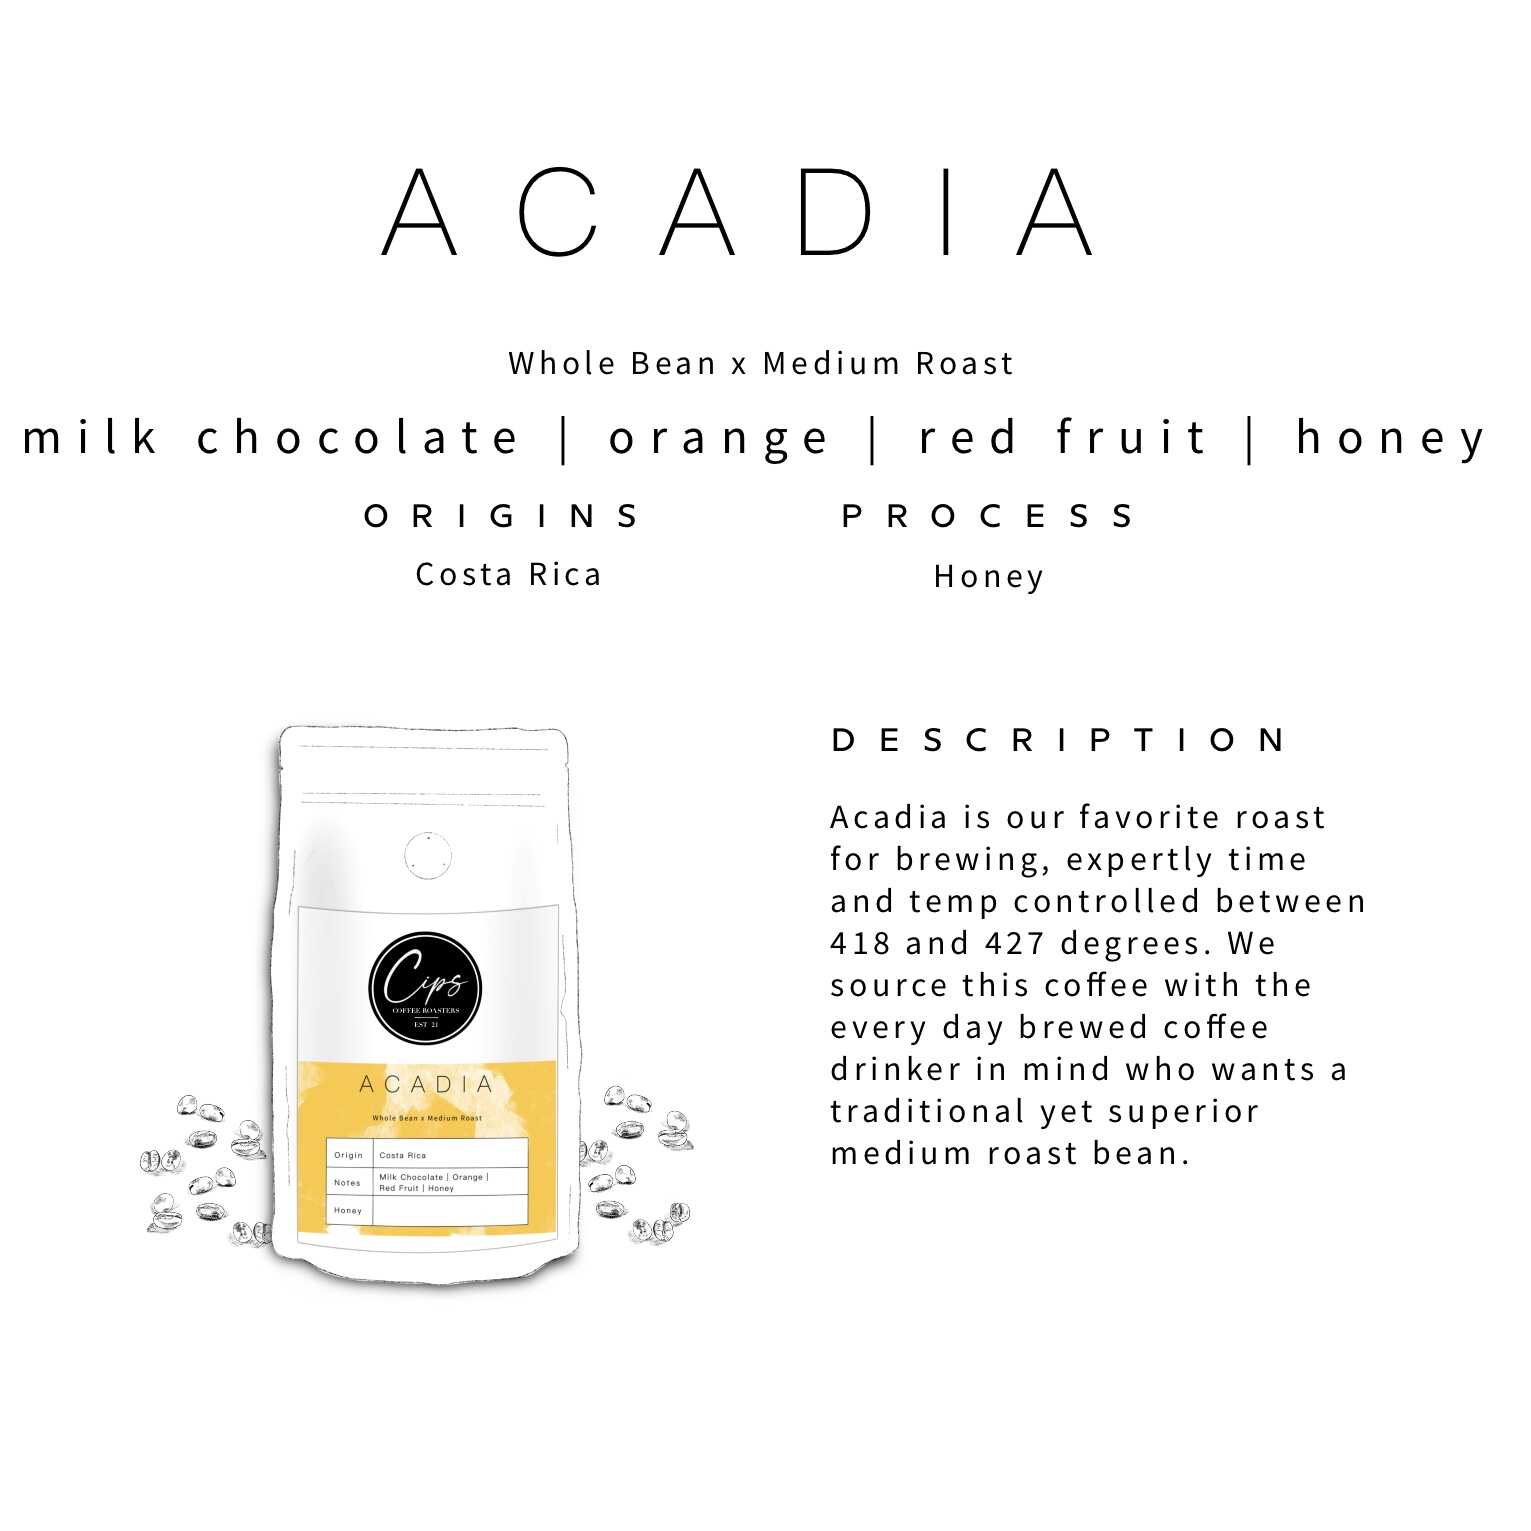 ACADIA
Whole Bean x Medium Roast
milk chocolate | orange | red fruit | honey
ORIGINS
Costa Rica
PROCESS
Honey
DESCRIPTION
Acadia is our favorite roast
for brewing, expertly time
and temp controlled between
418 and 427 degrees. We
source this coffee with the
every day brewed coffee
drinker in mind who wants a
traditional yet superior
medium roast bean.
Cips
COFFEE ROASTERS
EST 21
ACADIA
Whole Bean x Medium Roast
Origin
Costa Rica
Notes
Milk Chocolate | Orange |
Red Fruit | Honey
Honey